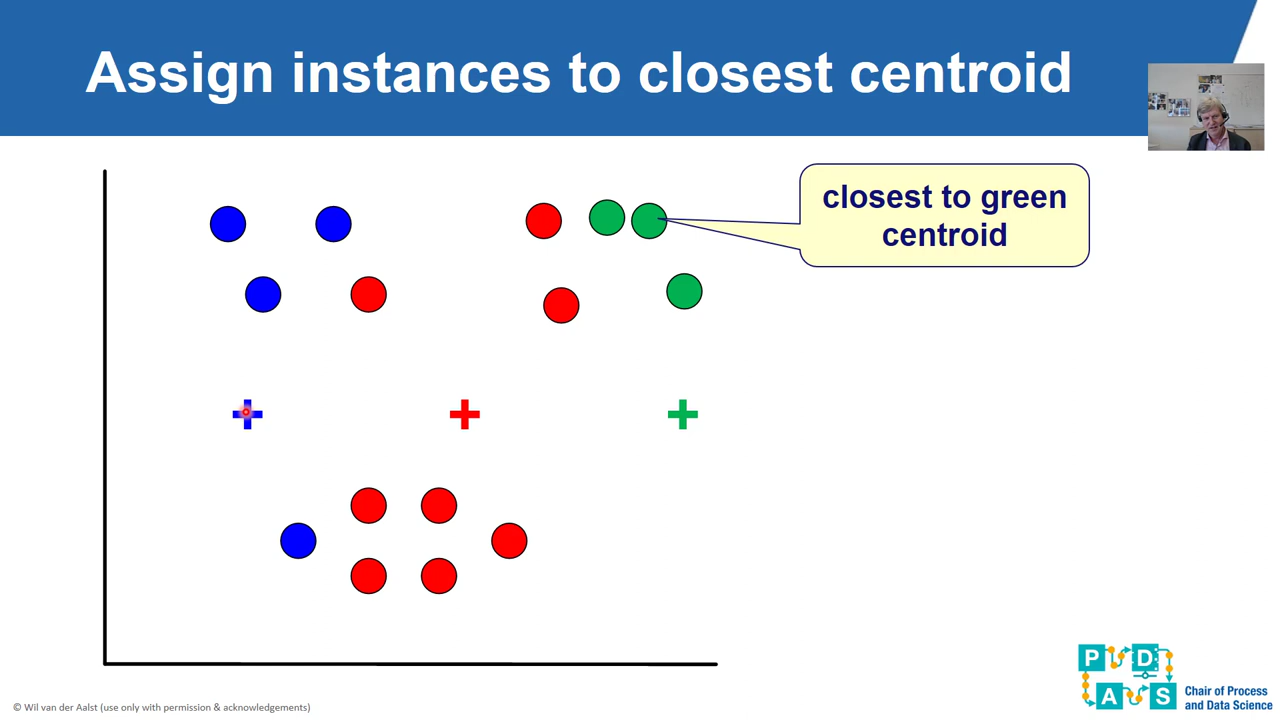 Assign instances to closest centroid
closest to green
centroid
P D
A S
Chair of Process
and Data Science
© Wil van der Aalst (use only with permission & acknowledgements)